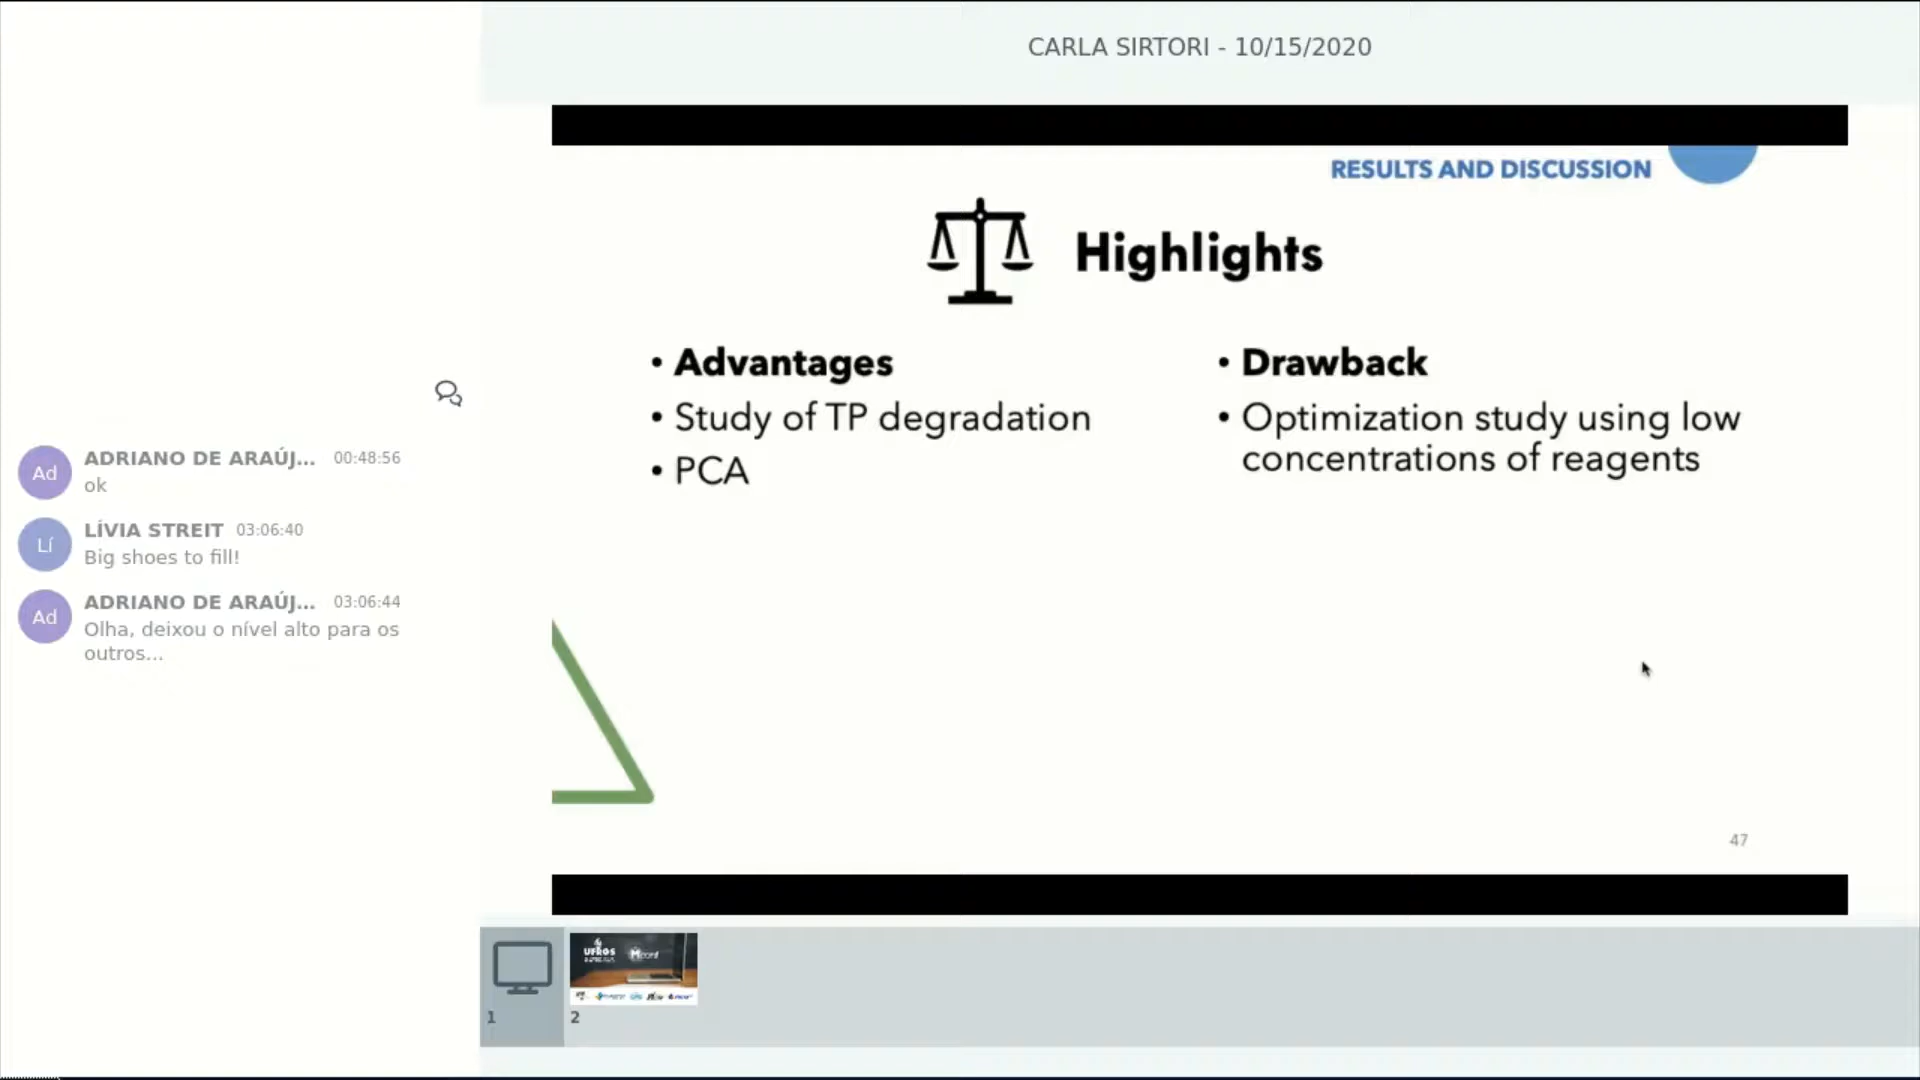 CARLA SIRTORI - 10/15/2020
RESULTS AND DISCUSSION
Highlights
• Advantages
• Study of TP degradation
• PCA
• Drawback
• Optimization study using low
concentrations of reagents
47
Ad
ADRIANO DE ARAÚJ... 00:48:56
ok
Lí
LÍVIA STREIT 03:06:40
Big shoes to fill!
Ad
ADRIANO DE ARAÚJ... 03:06:44
Olha, deixou o nível alto para os
outros...
UFRGS
Mconf
1
2